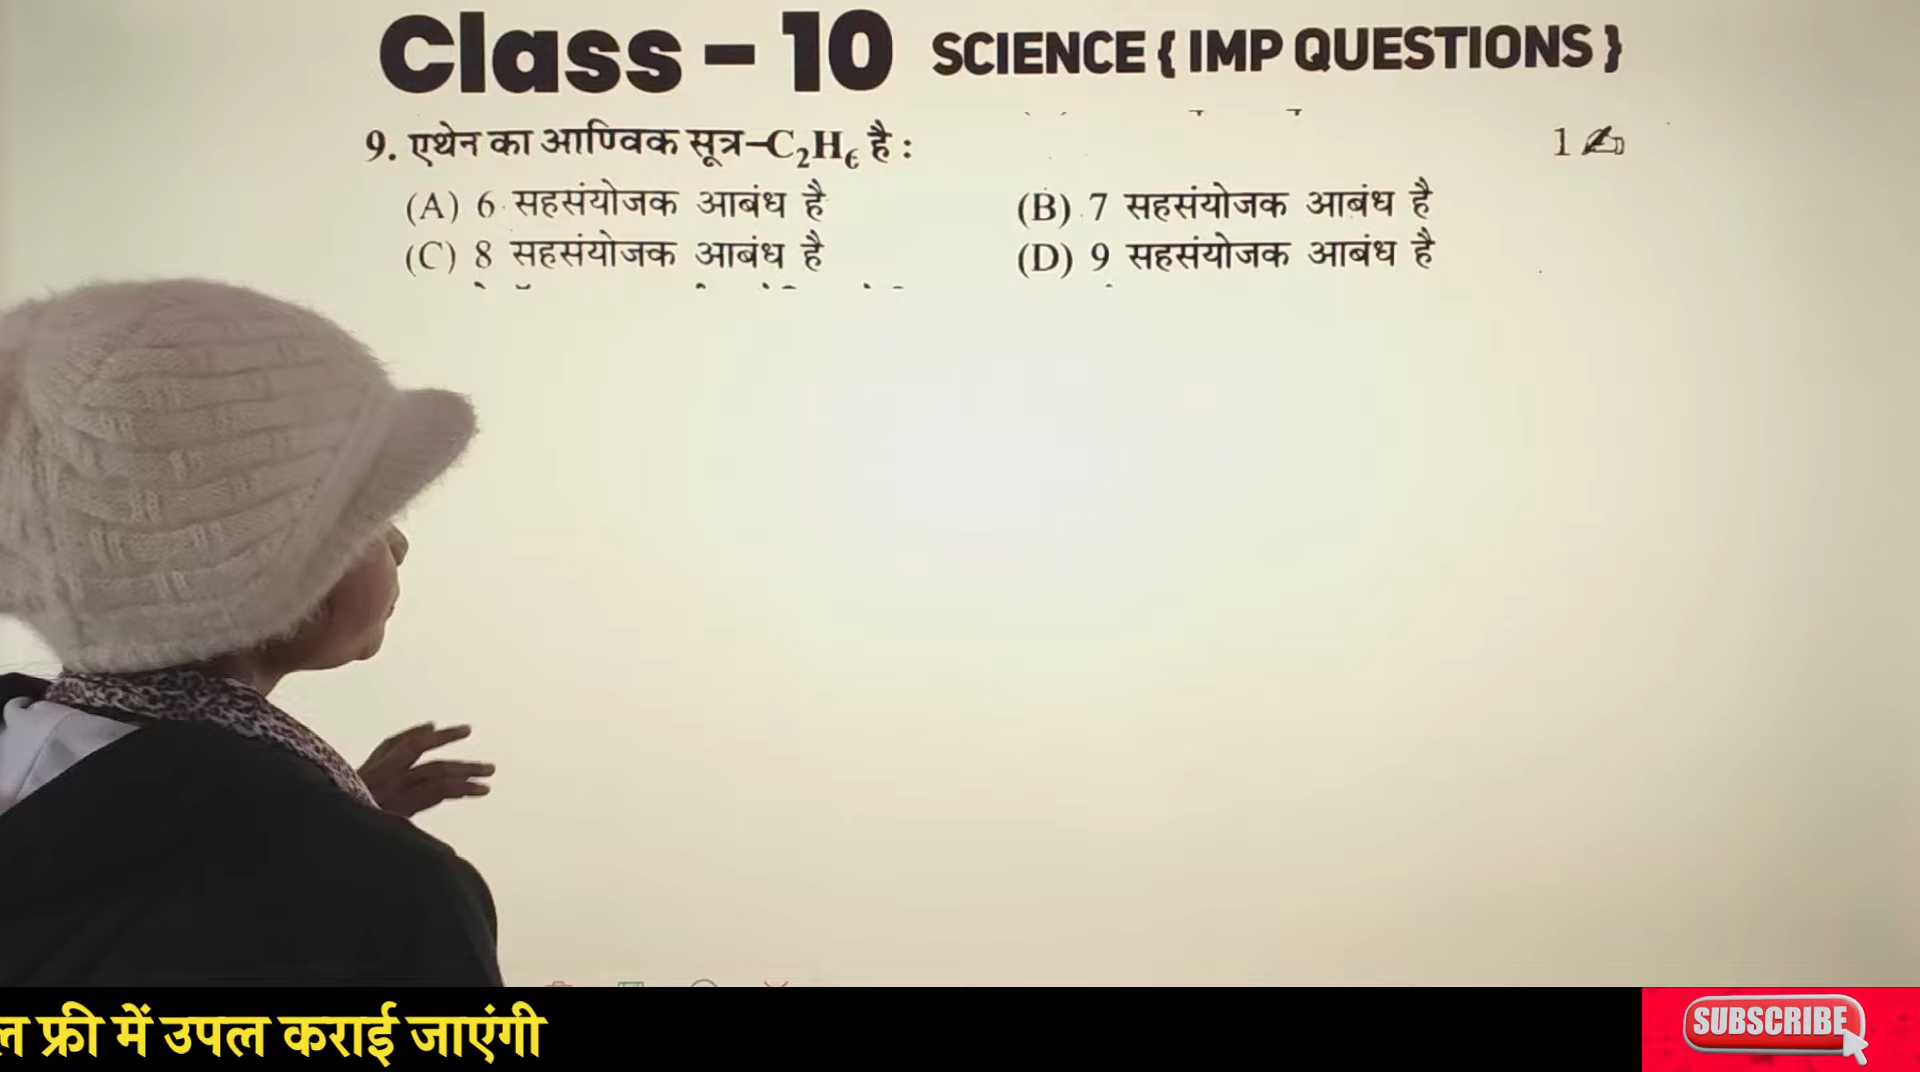 Class - 10 SCIENCE { IMP QUESTIONS }
9. एथेन का आण्विक सूत्र–C₂H₆ है : 1
(A) 6 सहसंयोजक आबंध है (B) 7 सहसंयोजक आबंध है
(C) 8 सहसंयोजक आबंध है (D) 9 सहसंयोजक आबंध है
ल फ्री में उपल कराई जाएंगी
SUBSCRIBE